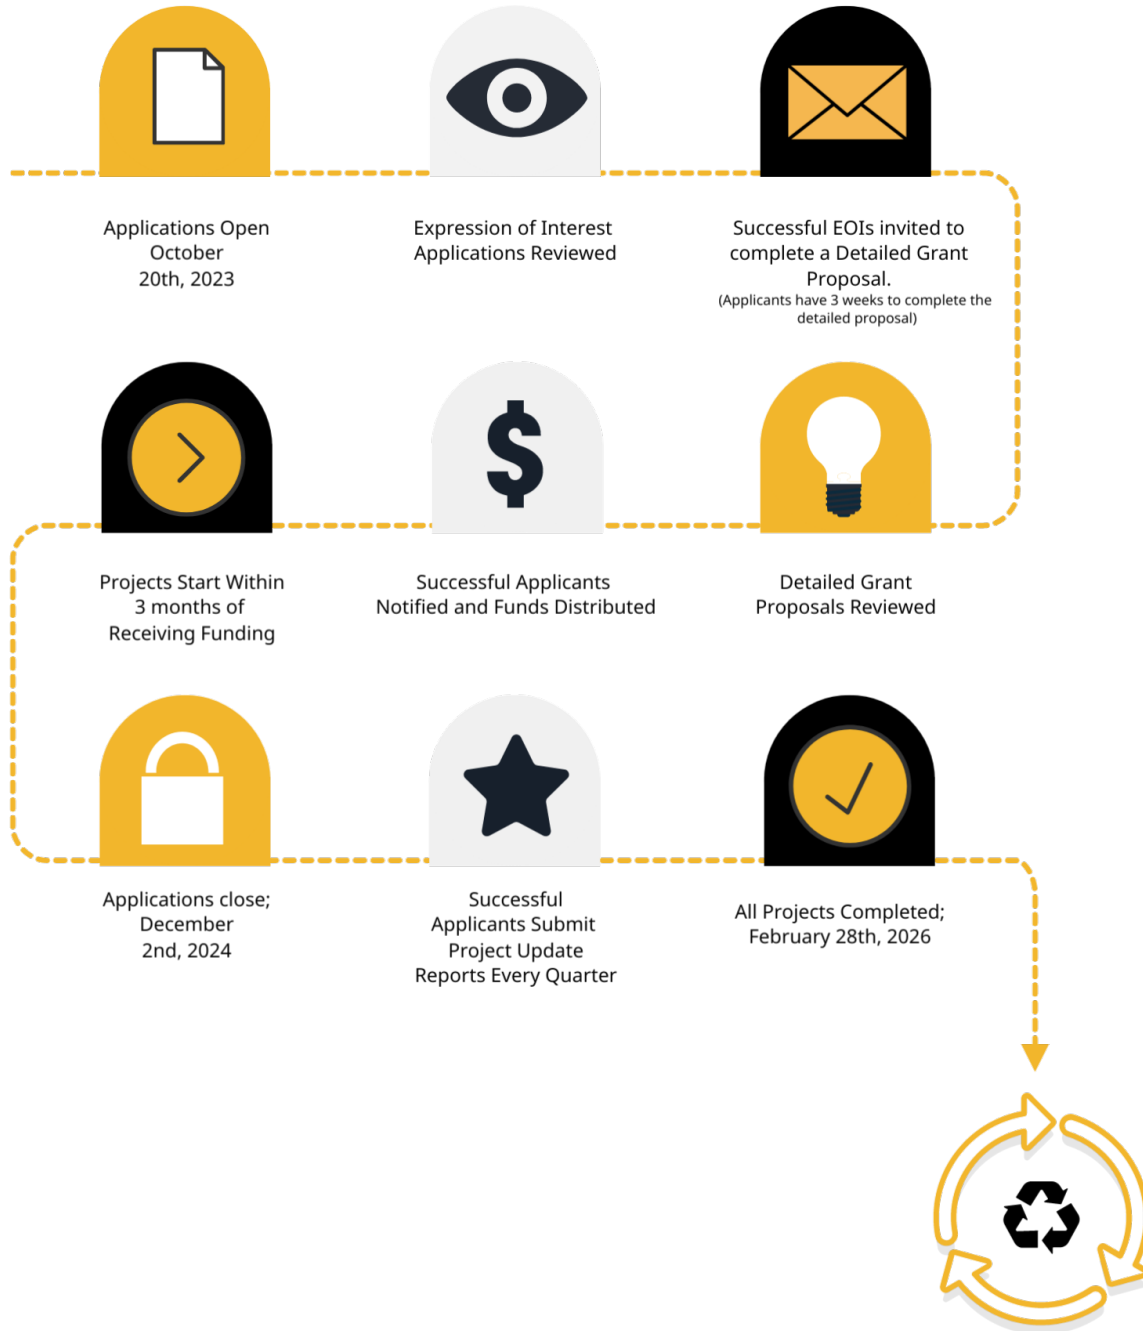 Applications Open
October
20th, 2023
Expression of Interest
Applications Reviewed
Successful EOIs invited to
complete a Detailed Grant
Proposal.
(Applicants have 3 weeks to complete the
detailed proposal)
Projects Start Within
3 months of
Receiving Funding
Successful Applicants
Notified and Funds Distributed
Detailed Grant
Proposals Reviewed
Applications close;
December
2nd, 2024
Successful
Applicants Submit
Project Update
Reports Every Quarter
All Projects Completed;
February 28th, 2026